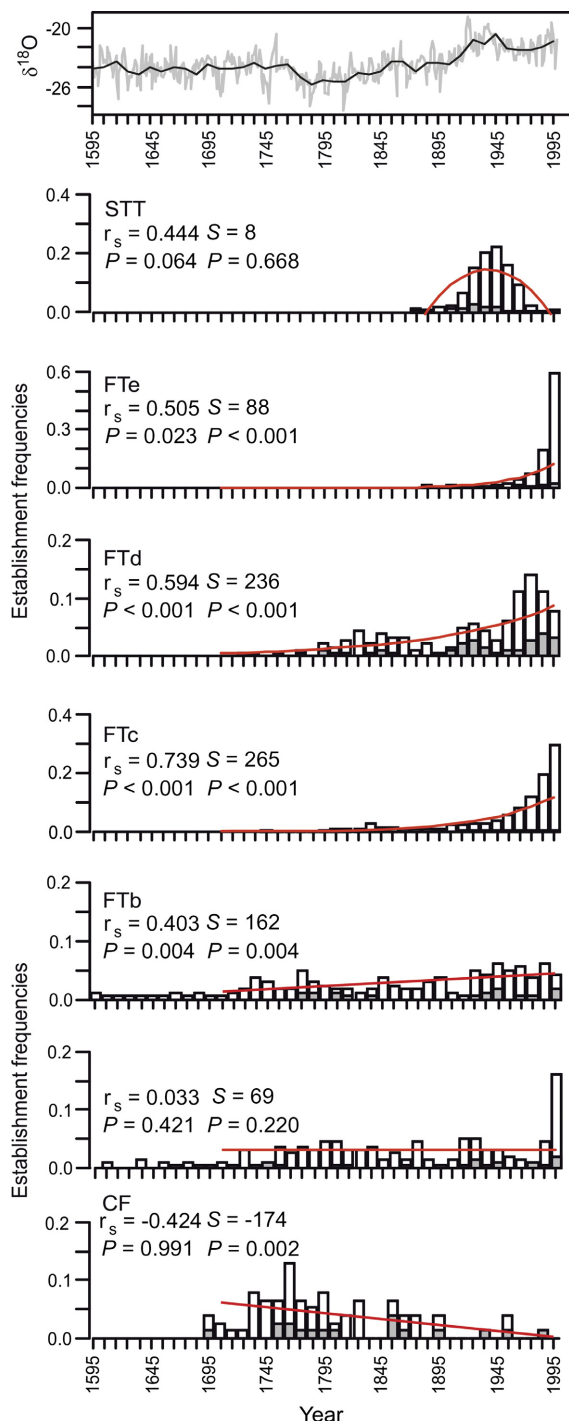 -20
-26
δ18O
1595
1645
1695
1745
1795
1845
1895
1945
1995
0.4
0.2
0.0
STT
rs = 0.444 S = 8
P = 0.064 P = 0.668
0.6
0.3
0.0
FTe
rs = 0.505 S = 88
P = 0.023 P < 0.001
Establishment frequencies
0.2
0.1
0.0
FTd
rs = 0.594 S = 236
P < 0.001 P < 0.001
0.4
0.2
0.0
FTc
rs = 0.739 S = 265
P < 0.001 P < 0.001
0.2
0.1
0.0
FTb
rs = 0.403 S = 162
P = 0.004 P = 0.004
Establishment frequencies
0.2
0.1
0.0
rs = 0.033 S = 69
P = 0.421 P = 0.220
0.2
0.1
0.0
CF
rs = -0.424 S = -174
P = 0.991 P = 0.002
1595
1645
1695
1745
1795
1845
1895
1945
1995
Year